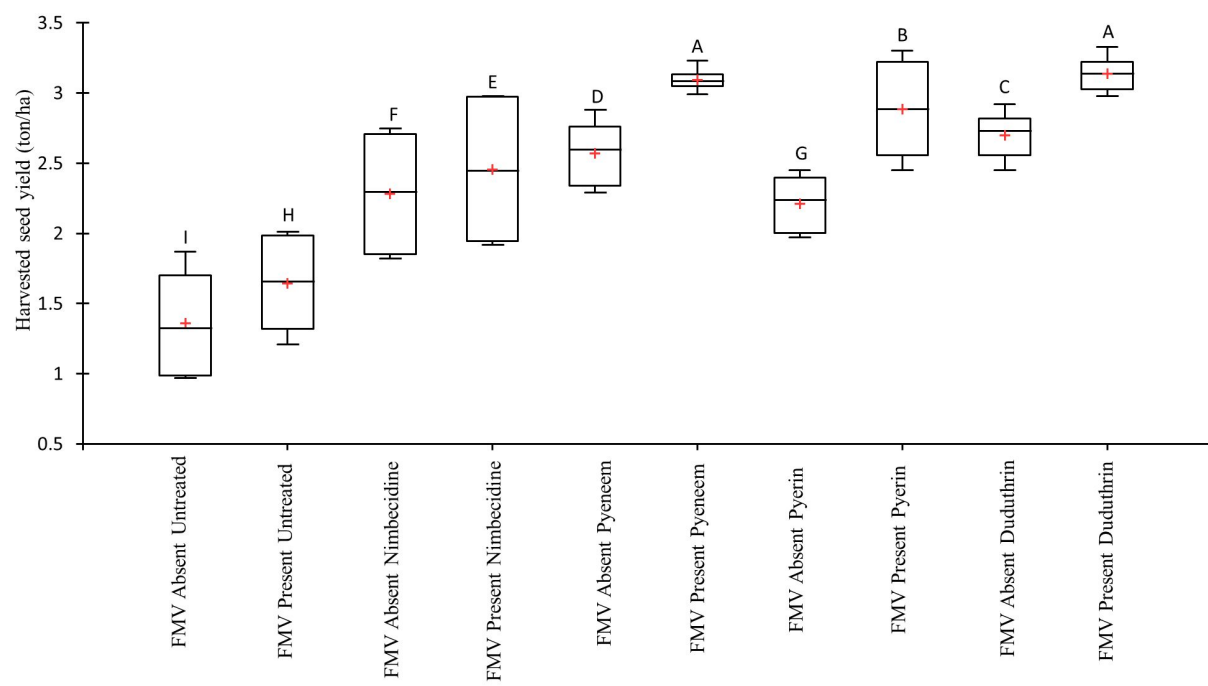 Harvested seed yield (ton/ha)
3.5
3
2.5
2
1.5
1
0.5
I
H
F
E
D
A
G
B
C
A
FMV Absent Untreated
FMV Present Untreated
FMV Absent Nimbecidine
FMV Present Nimbecidine
FMV Absent Pyeneem
FMV Present Pyeneem
FMV Absent Pyerin
FMV Present Pyerin
FMV Absent Duduthrin
FMV Present Duduthrin